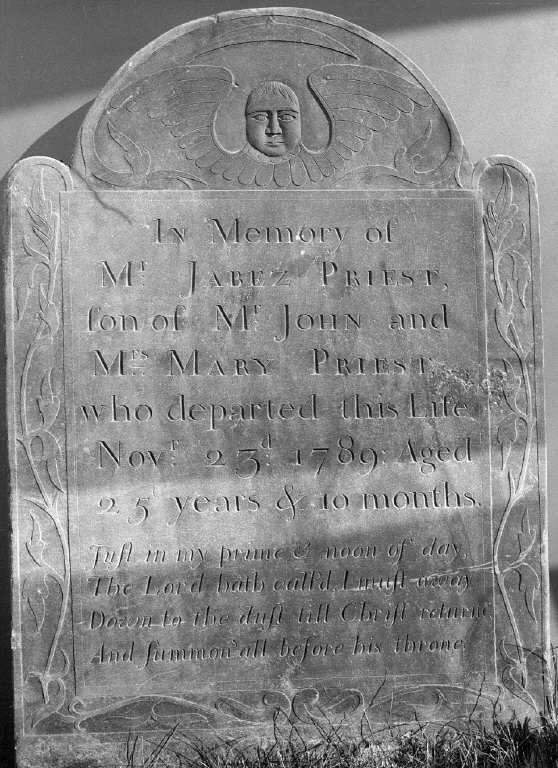 In Memory of
Mʳ. JABEZ PRIEST,
ſon of Mʳ. JOHN and
Mʳˢ. MARY PRIEST
who departed this Life
Novʳ. 23ᵈ. 1789. Aged
25 years & 10 months.
Juſt in my prime & noon of day,
The Lord hath call'd, I muſt away
Down to the duſt till Chriſt return
And ſummon all before his throne.